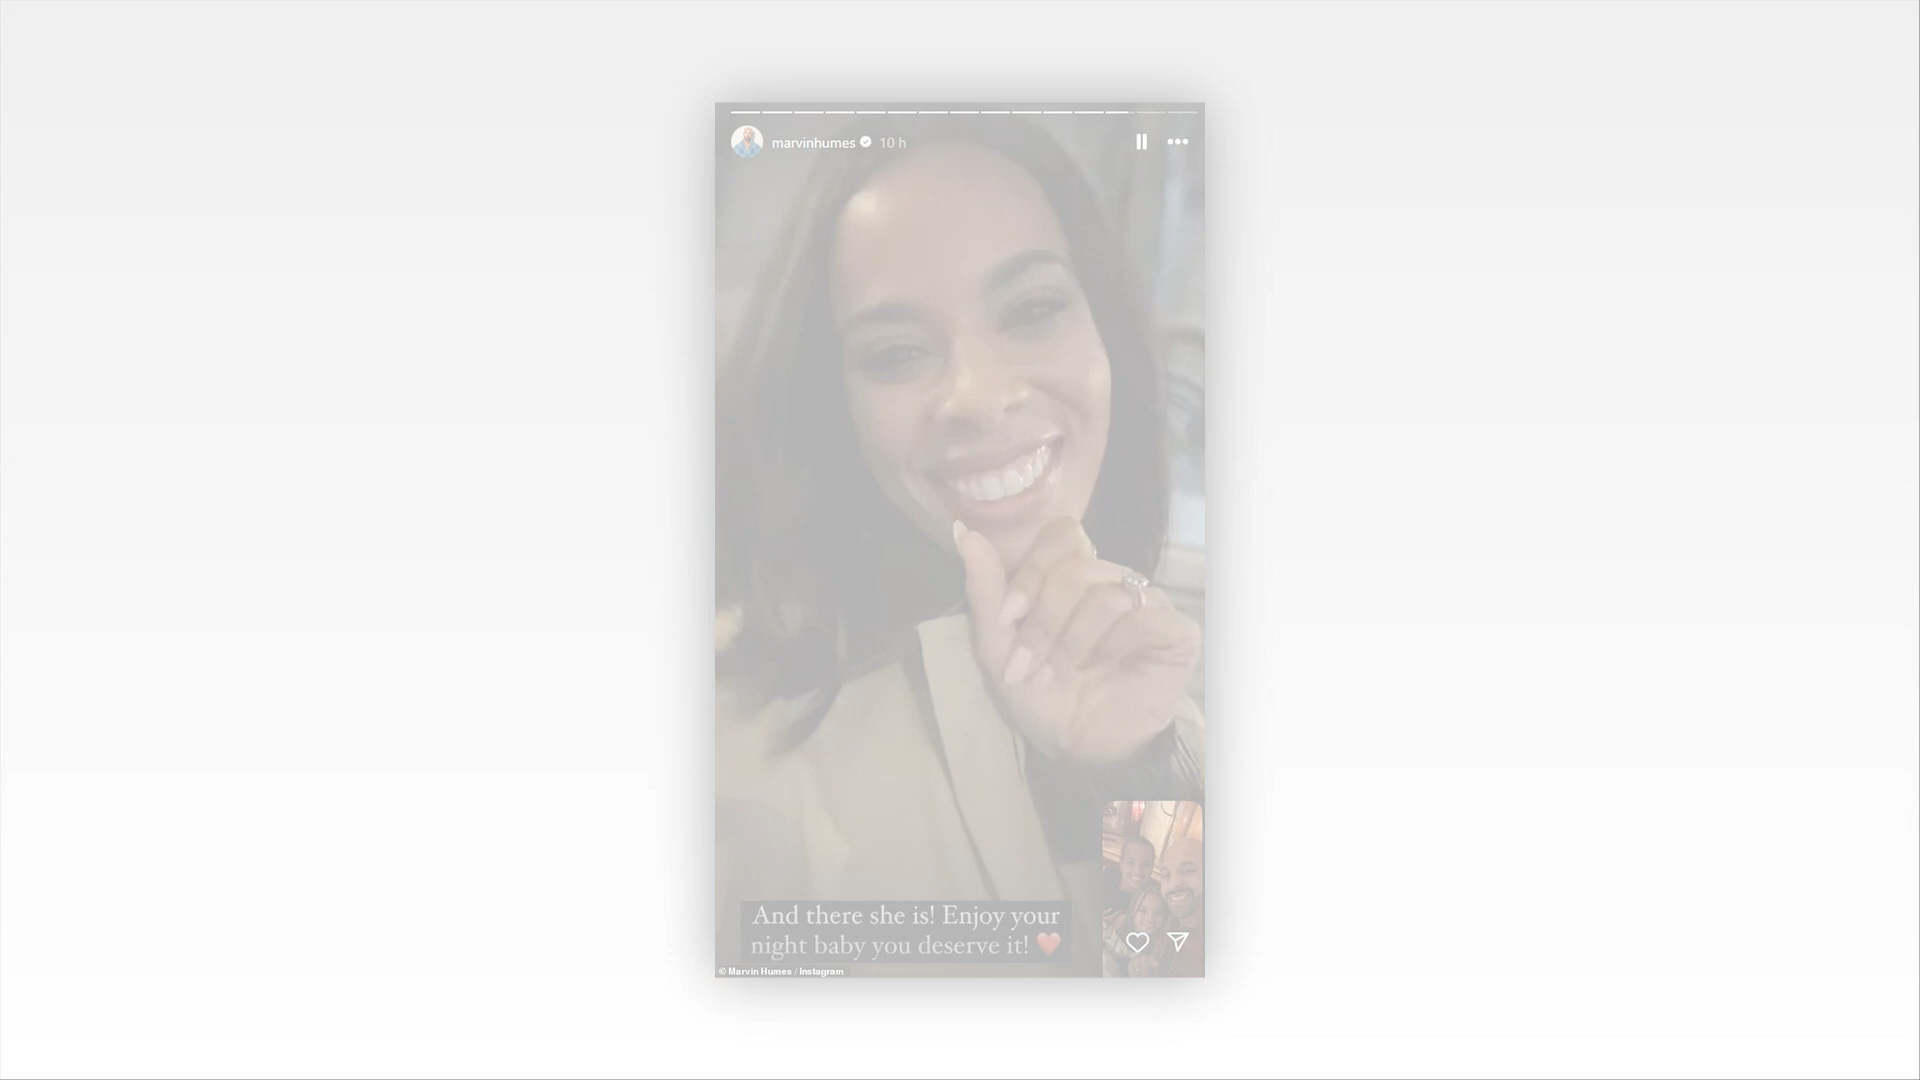 marvinhumes 10 h
And there she is! Enjoy your
night baby you deserve it! ❤️
© Marvin Humes / Instagram